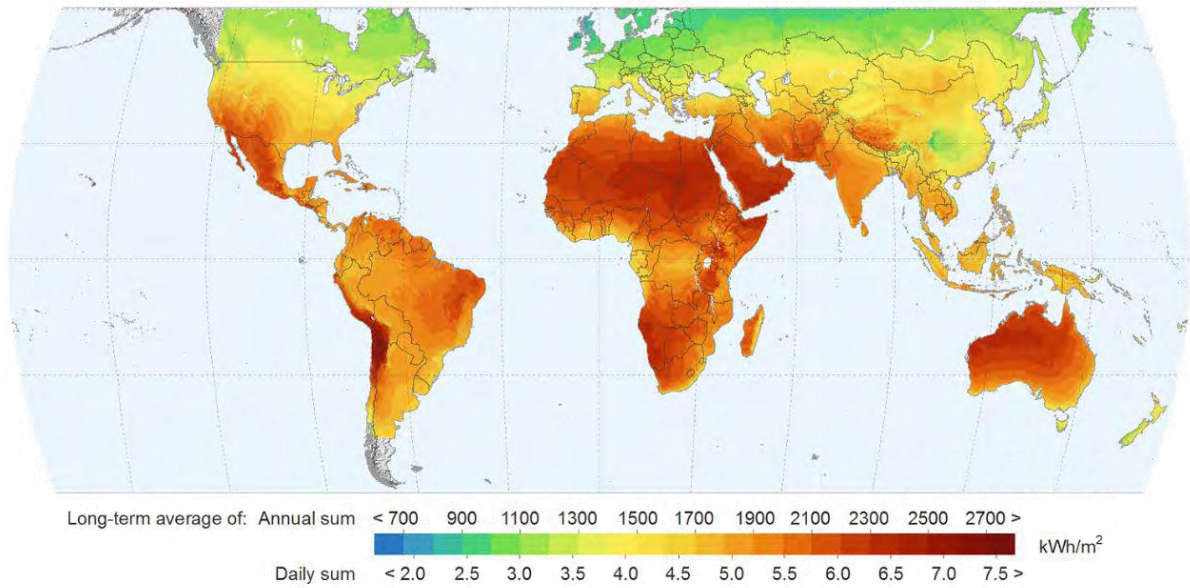 Long-term average of: Annual sum < 700 900 1100 1300 1500 1700 1900 2100 2300 2500 2700 >
kWh/m²
Daily sum < 2.0 2.5 3.0 3.5 4.0 4.5 5.0 5.5 6.0 6.5 7.0 7.5 >